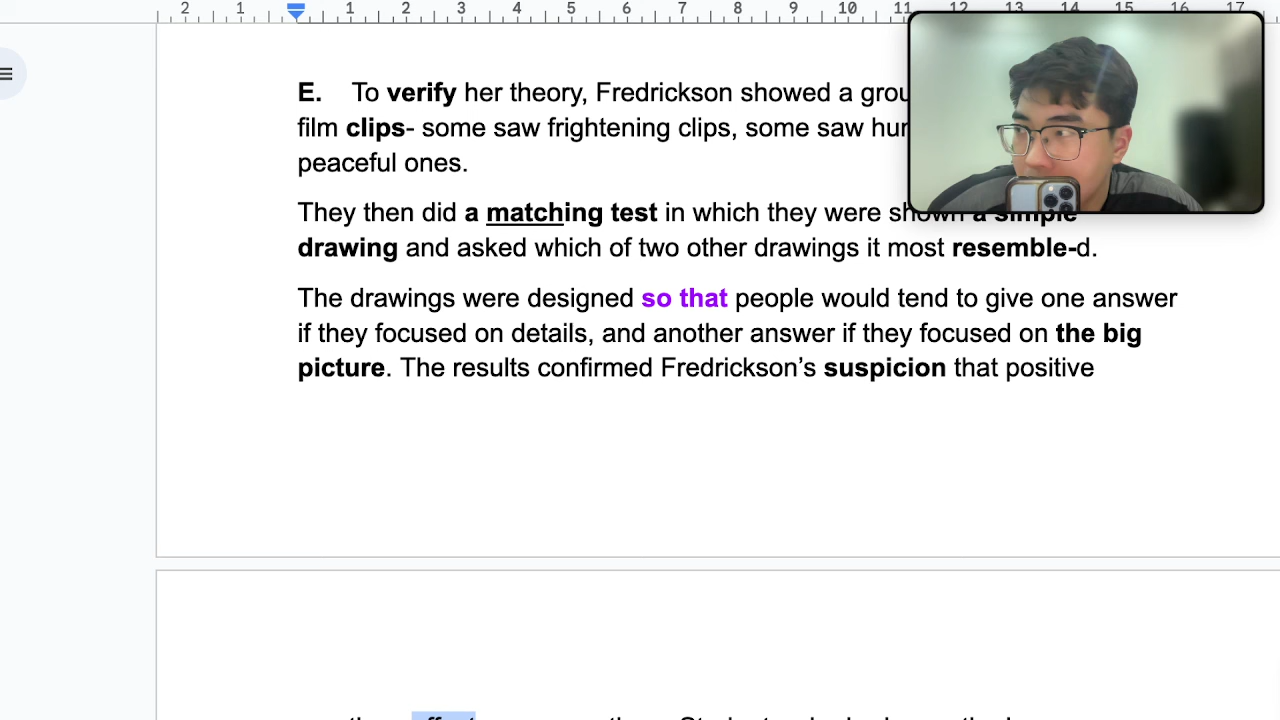 2 1 1 2 3 4 5 6 7 8 9 10 11 12 13 14 15 16 17
E. To verify her theory, Fredrickson showed a
film clips- some saw frightening clips, some saw
peaceful ones.
They then did a matching test in which they were shown a simple
drawing and asked which of two other drawings it most resemble-d.
The drawings were designed so that people would tend to give one answer
if they focused on details, and another answer if they focused on the big
picture. The results confirmed Fredrickson’s suspicion that positive